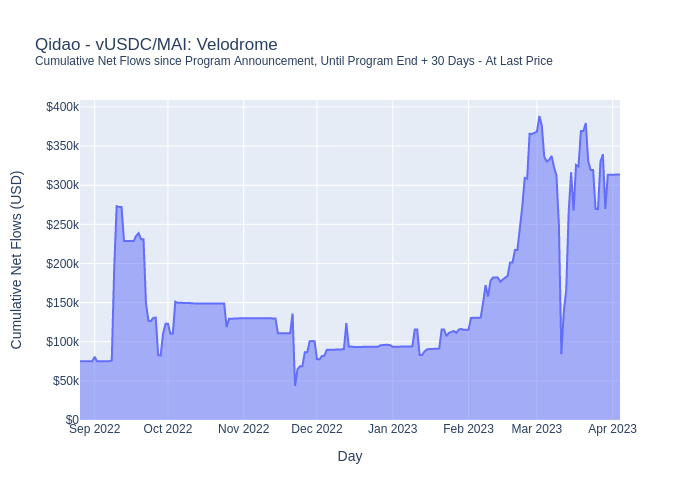 Qidao - vUSDC/MAI: Velodrome
Cumulative Net Flows since Program Announcement, Until Program End + 30 Days - At Last Price
$400k
$350k
$300k
$250k
$200k
$150k
$100k
$50k
$0
Cumulative Net Flows (USD)
Sep 2022 Oct 2022 Nov 2022 Dec 2022 Jan 2023 Feb 2023 Mar 2023 Apr 2023
Day